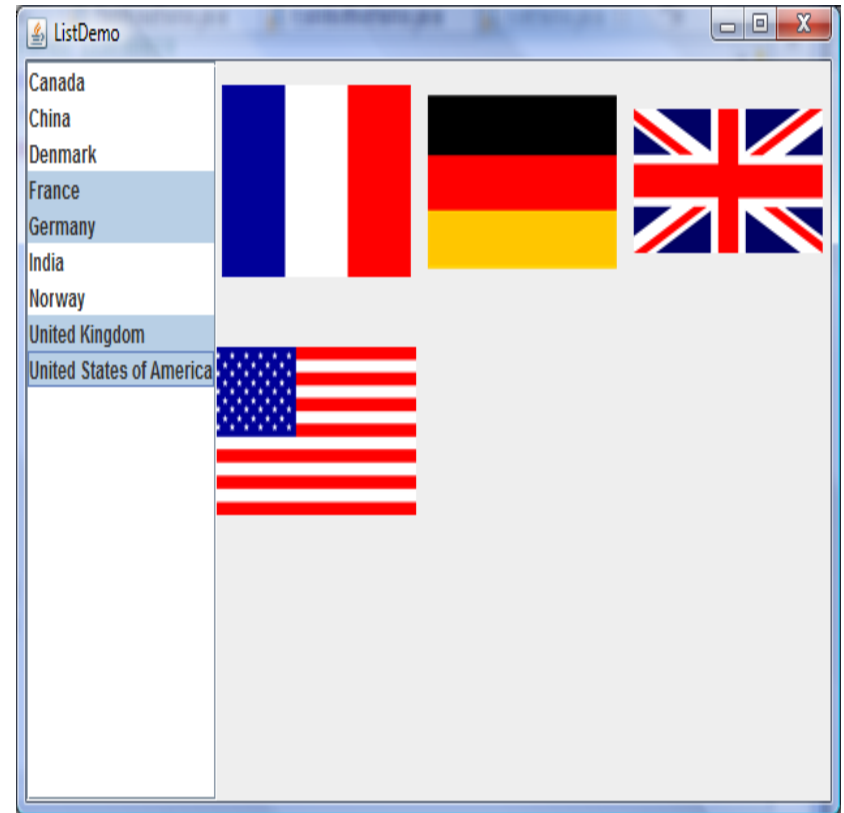 ListDemo
Canada
China
Denmark
France
Germany
India
Norway
United Kingdom
United States of America